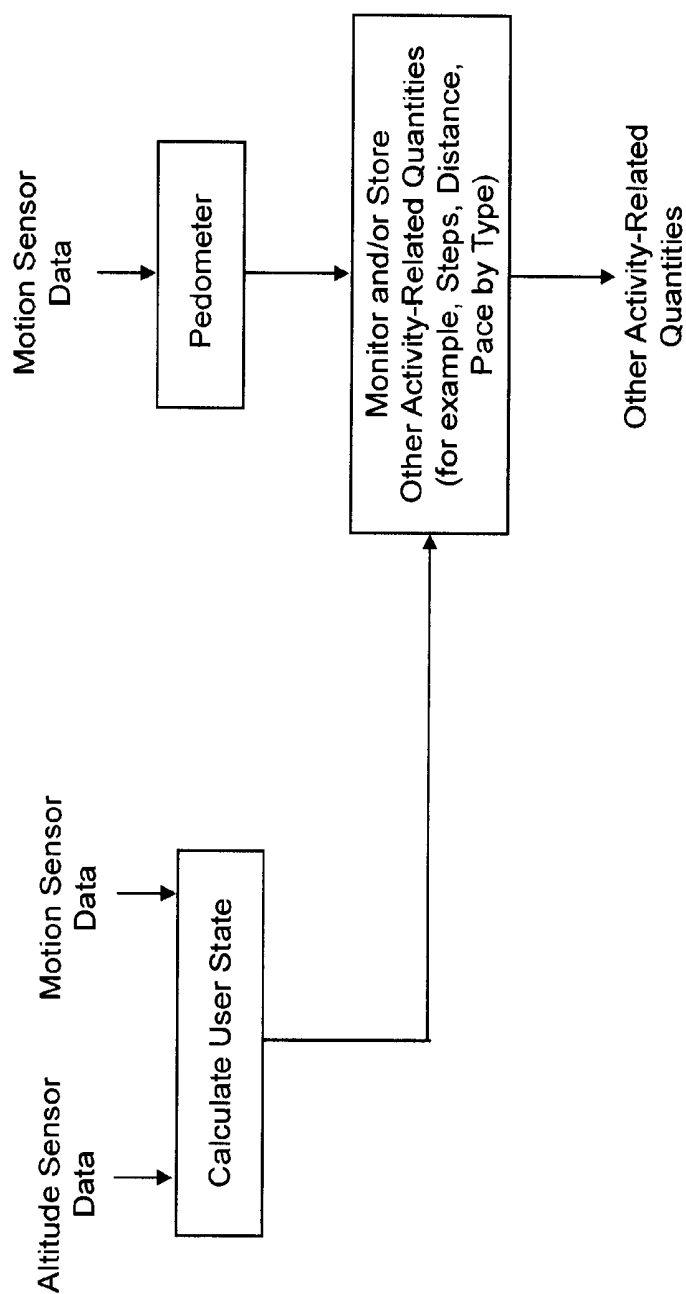 Altitude Sensor
Data
Motion Sensor
Data
Calculate User State
Motion Sensor
Data
Pedometer
Monitor and/or Store
Other Activity-Related Quantities
(for example, Steps, Distance,
Pace by Type)
Other Activity-Related
Quantities